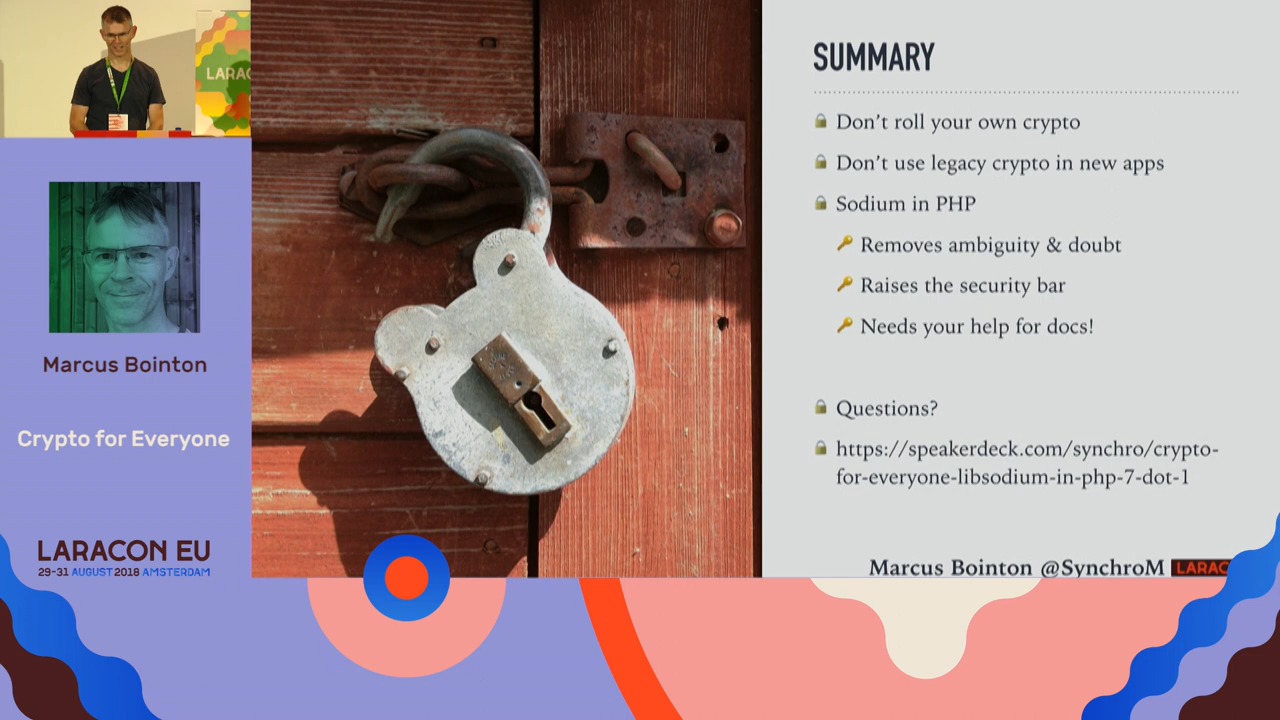 LARAC
Marcus Bointon
Crypto for Everyone
LARACON EU
29-31 AUGUST 2018 AMSTERDAM
SUMMARY
Don't roll your own crypto
Don't use legacy crypto in new apps
Sodium in PHP
Removes ambiguity & doubt
Raises the security bar
Needs your help for docs!
Questions?
https://speakerdeck.com/synchro/crypto-
for-everyone-libsodium-in-php-7-dot-1
Marcus Bointon @SynchroM LARAC